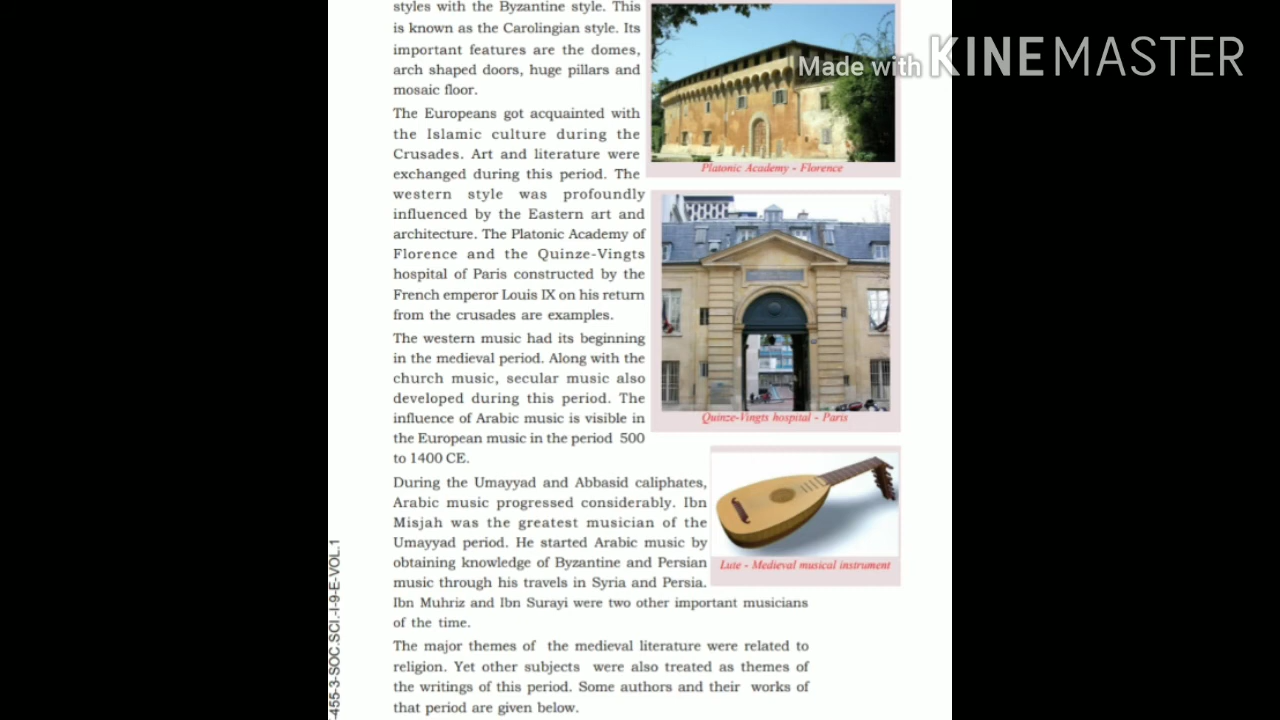 styles with the Byzantine style. This
is known as the Carolingian style. Its
important features are the domes,
arch shaped doors, huge pillars and
mosaic floor.
The Europeans got acquainted with
the Islamic culture during the
Crusades. Art and literature were
exchanged during this period. The
western style was profoundly
influenced by the Eastern art and
architecture. The Platonic Academy of
Florence and the Quinze-Vingts
hospital of Paris constructed by the
French emperor Louis IX on his return
from the crusades are examples.
The western music had its beginning
in the medieval period. Along with the
church music, secular music also
developed during this period. The
influence of Arabic music is visible in
the European music in the period 500
to 1400 CE.
During the Umayyad and Abbasid caliphates,
Arabic music progressed considerably. Ibn
Misjah was the greatest musician of the
Umayyad period. He started Arabic music by
obtaining knowledge of Byzantine and Persian
music through his travels in Syria and Persia.
Ibn Muhriz and Ibn Surayi were two other important musicians
of the time.
The major themes of the medieval literature were related to
religion. Yet other subjects were also treated as themes of
the writings of this period. Some authors and their works of
that period are given below.
Made with KINEMASTER
Platonic Academy - Florence
Quinze-Vingts hospital - Paris
Lute - Medieval musical instrument
-455-3-SOC.SCI.-I-9-E-VOL.1